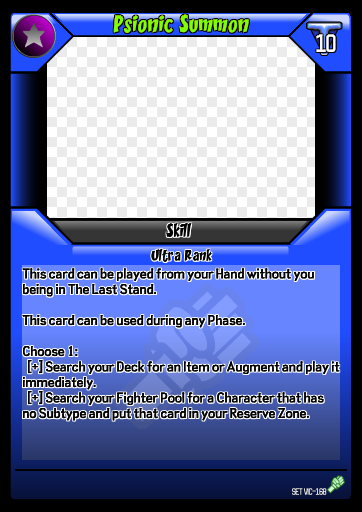 Psionic Summon
10
Skill
Ultra Rank
This card can be played from your Hand without you
being in The Last Stand.
This card can be used during any Phase.
Choose 1:
[+] Search your Deck for an Item or Augment and play it
immediately.
[+] Search your Fighter Pool for a Character that has
no Subtype and put that card in your Reserve Zone.
SET VIC-168